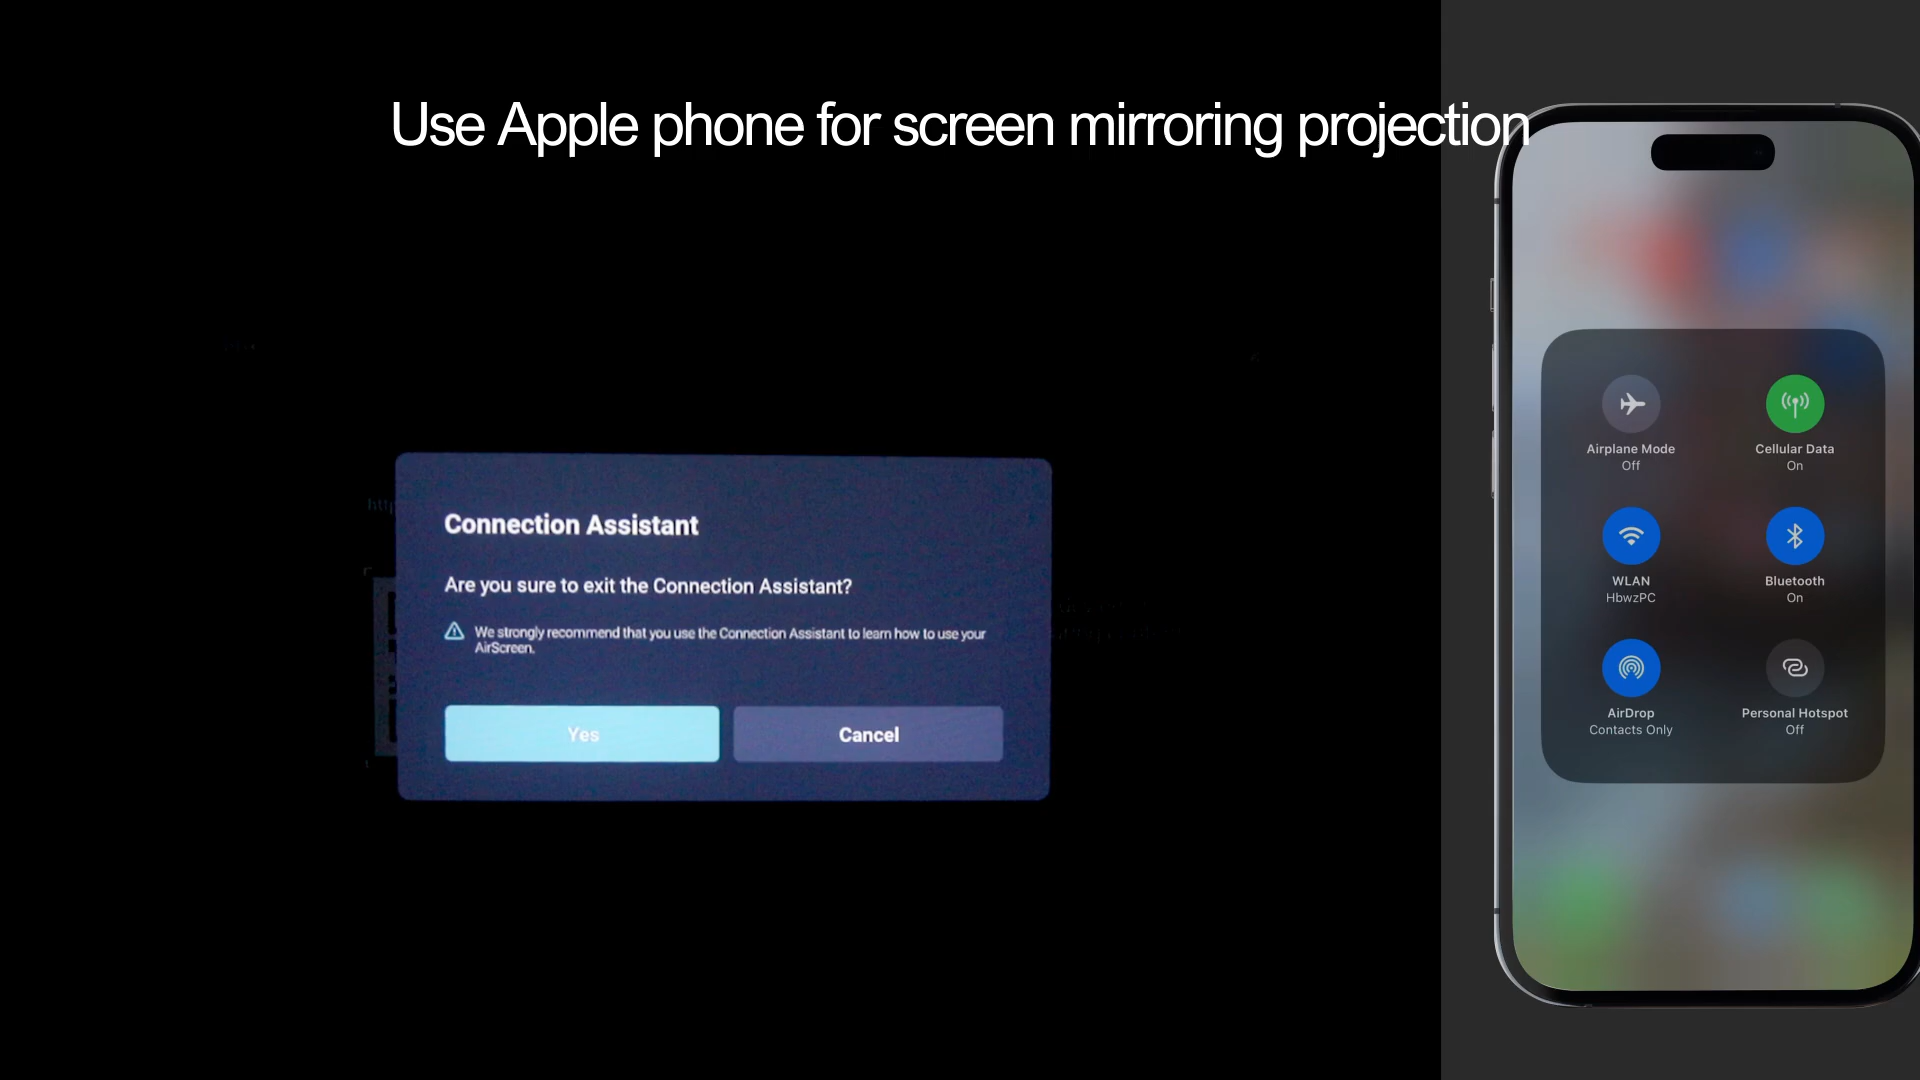 Use Apple phone for screen mirroring projection
Connection Assistant
Are you sure to exit the Connection Assistant?
We strongly recommend that you use the Connection Assistant to learn how to use your
AirScreen.
Yes
Cancel
Airplane Mode
Off
Cellular Data
On
WLAN
HbwzPC
Bluetooth
On
AirDrop
Contacts Only
Personal Hotspot
Off